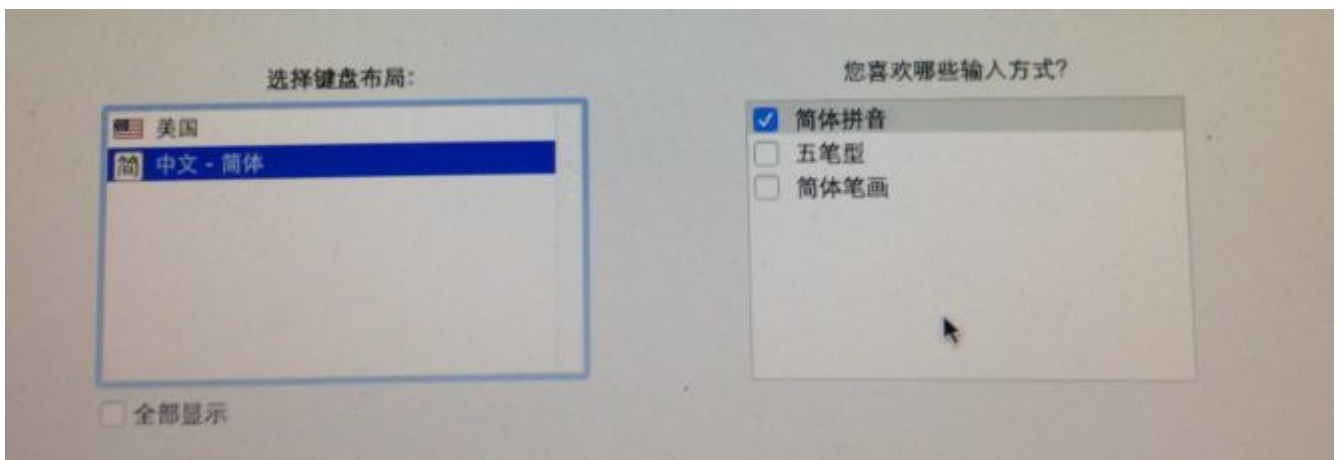 选择键盘布局:
美国
简 中文 - 简体
全部显示
您喜欢哪些输入方式?
简体拼音
五笔型
简体笔画